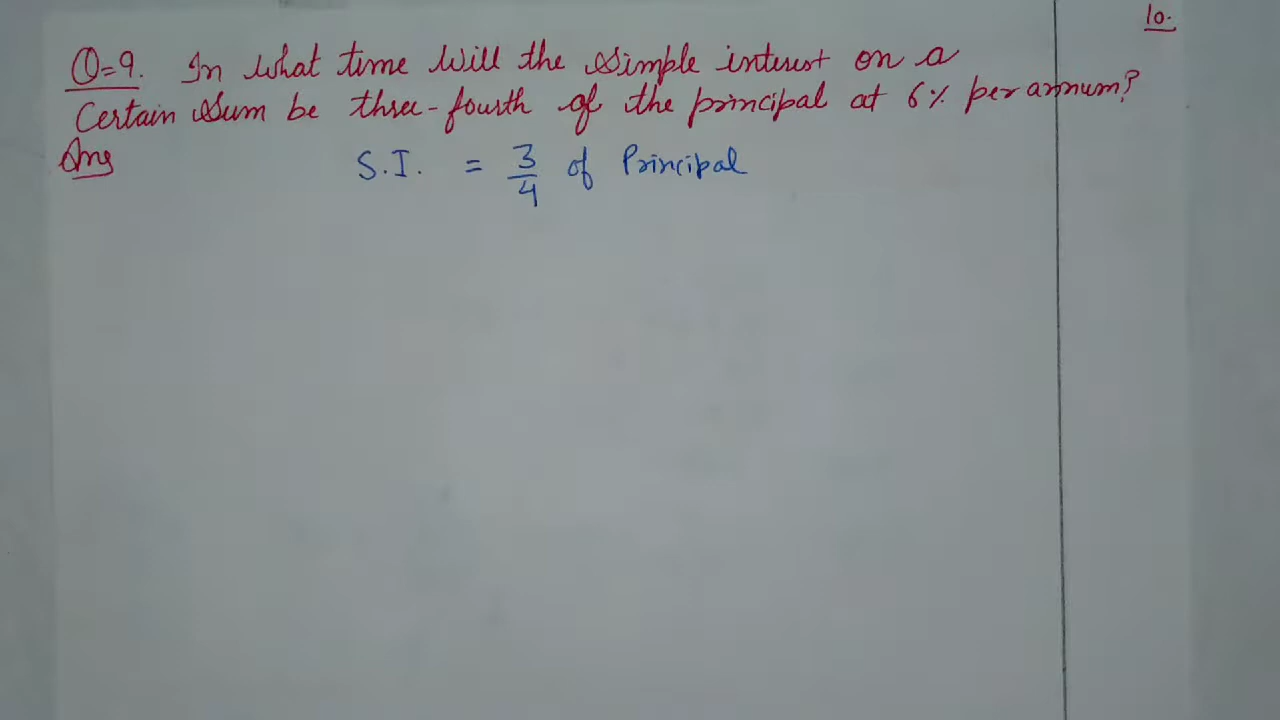 10.
Q=9. In what time will the simple interest on a
Certain sum be three-fourth of the principal at 6% per annum?
Ans
S.I. = 3/4 of Principal